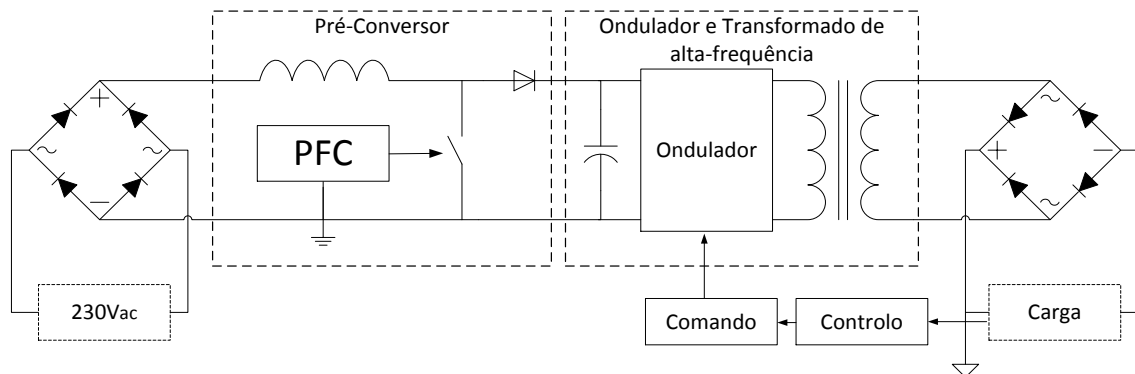 Pré-Conversor
Ondulador e Transformado de
alta-frequência
PFC
Ondulador
230Vac
Comando
Controlo
Carga